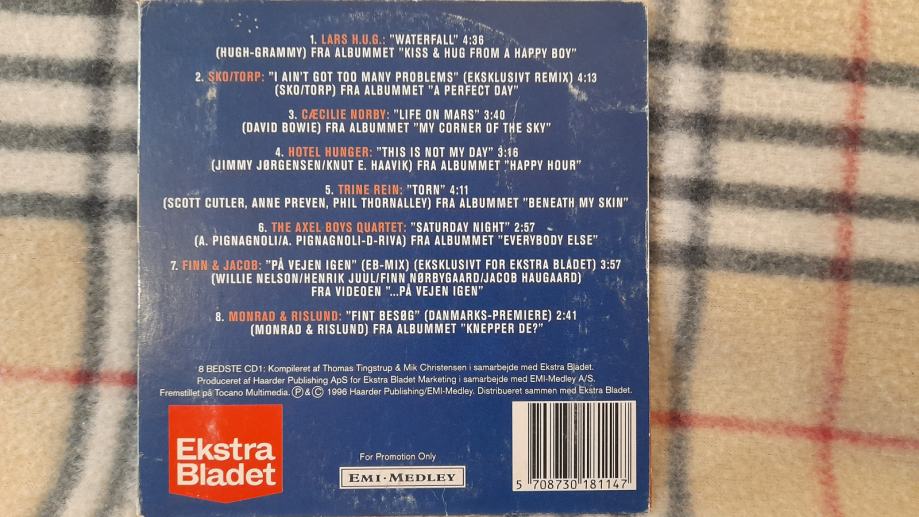 1. LARS H.U.G.: "WATERFALL" 4:36
(HUGH-GRAMMY) FRA ALBUMMET "KISS & HUG FROM A HAPPY BOY"
2. SKO/TORP: "I AIN'T GOT TOO MANY PROBLEMS" (EKSKLUSIVT REMIX) 4:13
(SKO/TORP) FRA ALBUMMET "A PERFECT DAY"
3. CÆCILIE NORBY: "LIFE ON MARS" 3:40
(DAVID BOWIE) FRA ALBUMMET "MY CORNER OF THE SKY"
4. HOTEL HUNGER: "THIS IS NOT MY DAY" 3:16
(JIMMY JØRGENSEN/KNUT E. HAAVIK) FRA ALBUMMET "HAPPY HOUR"
5. TRINE REIN: "TORN" 4:11
(SCOTT CUTLER, ANNE PREVEN, PHIL THORNALLEY) FRA ALBUMMET "BENEATH MY SKIN"
6. THE AXEL BOYS QUARTET: "SATURDAY NIGHT" 2:57
(A. PIGNAGNOLI/A. PIGNAGNOLI-D-RIVA) FRA ALBUMMET "EVERYBODY ELSE"
7. FINN & JACOB: "PÅ VEJEN IGEN" (EB-MIX) (EKSKLUSIVT FOR EKSTRA BLADET) 3:57
(WILLIE NELSON/HENRIK JUUL/FINN NØRBYGAARD/JACOB HAUGAARD)
FRA VIDEOEN "...PÅ VEJEN IGEN"
8. MONRAD & RISLUND: "FINT BESØG" (DANMARKS-PREMIERE) 2:41
(MONRAD & RISLUND) FRA ALBUMMET "KNEPPER DE?"
8 BEDSTE CD1: Kompileret af Thomas Tingstrup & Mik Christensen i samarbejde med Ekstra Bladet.
Produceret af Haarder Publishing ApS for Ekstra Bladet Marketing i samarbejde med EMI-Medley A/S.
Fremstillet på Tocano Multimedia. Ⓟ & © 1996 Haarder Publishing/EMI-Medley. Distribueret sammen med Ekstra Bladet.
Ekstra
Bladet
For Promotion Only
EMI·MEDLEY
5 708730 181147